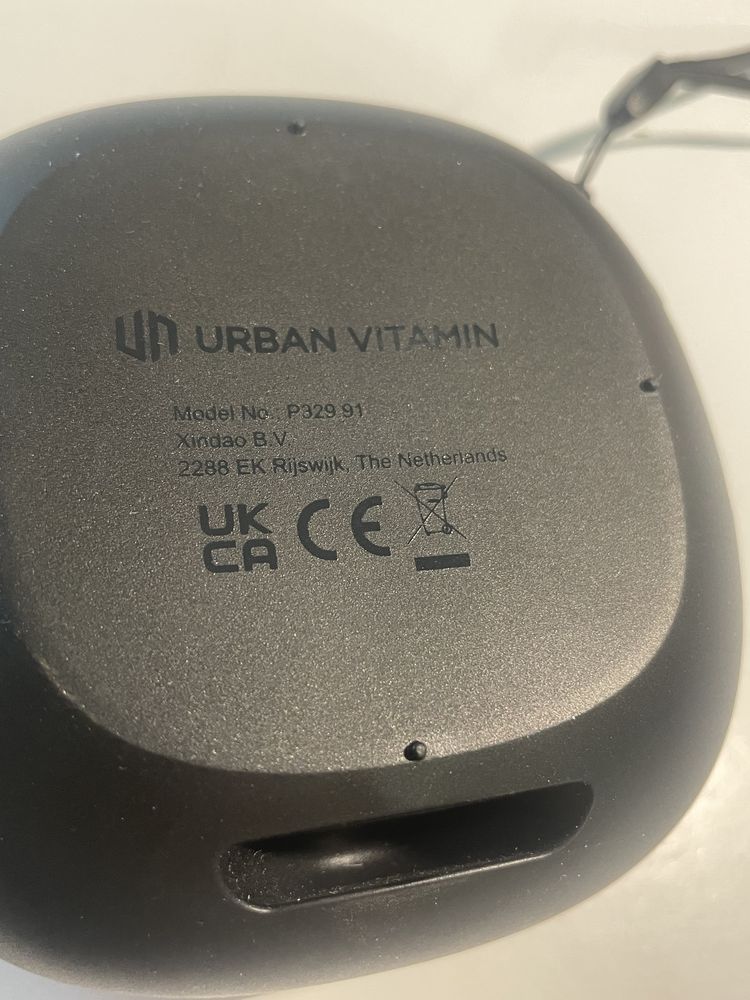 URBAN VITAMIN
Model No. P329.91
Xindao B.V.
2288 EK Rijswijk, The Netherlands
UK
CA
CE